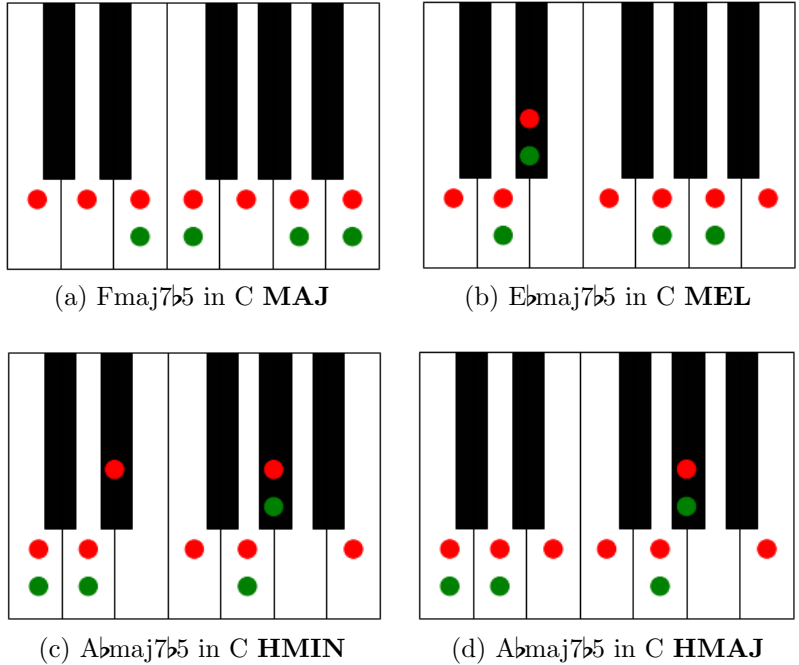 (a) Fmaj7♭5 in C MAJ
(b) E♭maj7♭5 in C MEL
(c) A♭maj7♭5 in C HMIN
(d) A♭maj7♭5 in C HMAJ